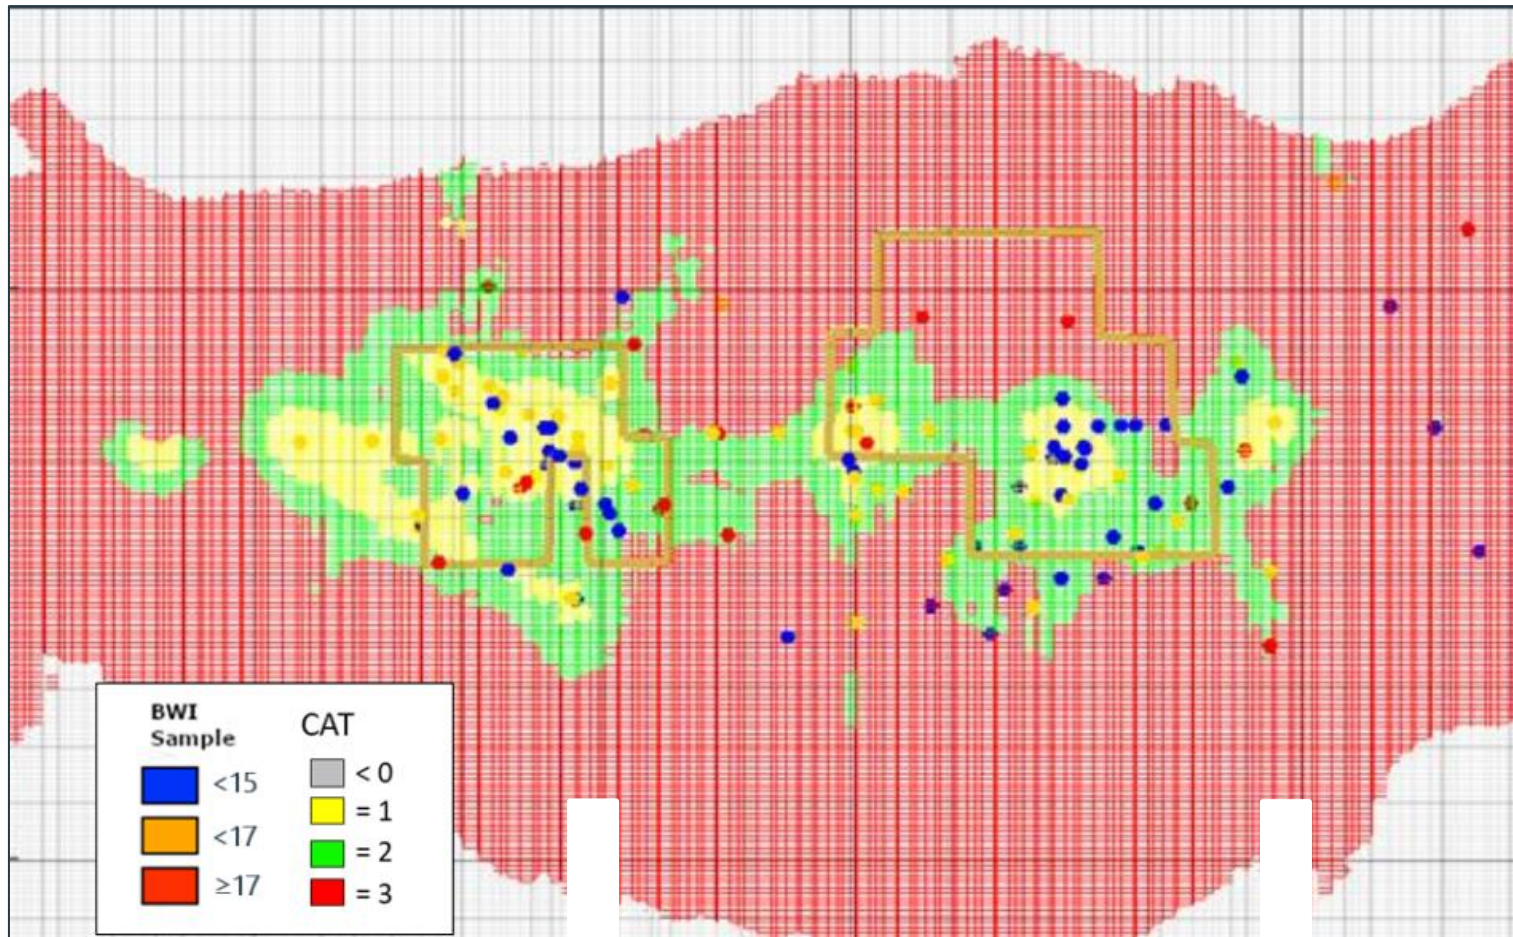 BWI
Sample
<15
<17
≥17
CAT
< 0
= 1
= 2
= 3